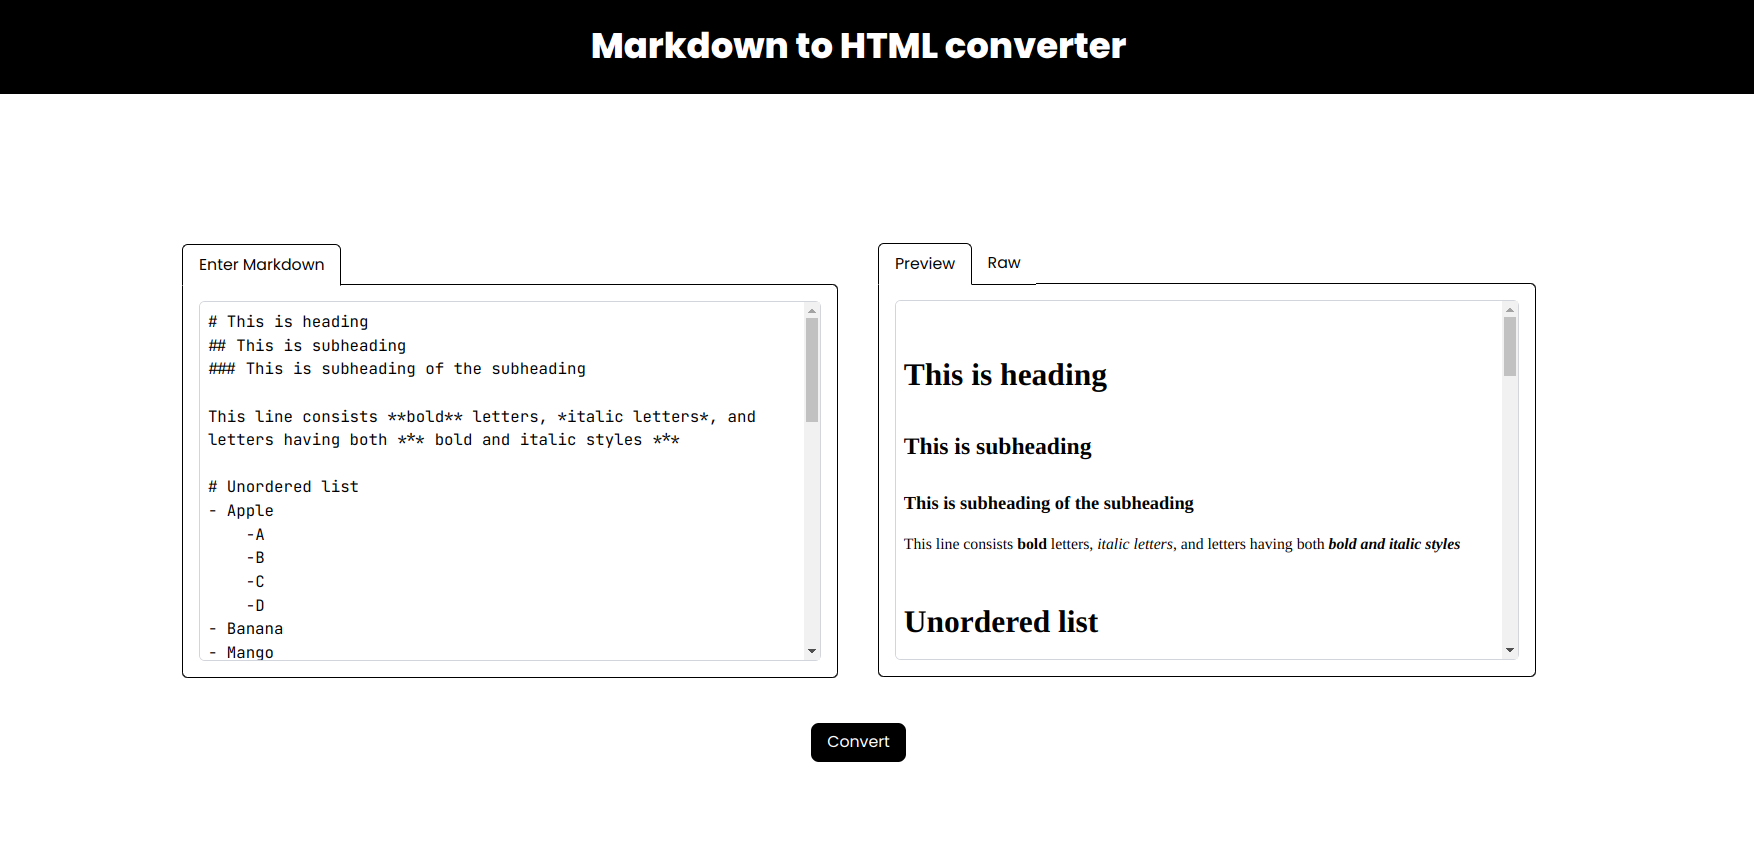 Markdown to HTML converter
Enter Markdown
# This is heading
## This is subheading
### This is subheading of the subheading
This line consists **bold** letters, *italic letters*, and
letters having both *** bold and italic styles ***
# Unordered list
- Apple
    -A
    -B
    -C
    -D
- Banana
- Mango
Preview Raw
This is heading
This is subheading
This is subheading of the subheading
This line consists bold letters, italic letters, and letters having both bold and italic styles
Unordered list
Convert